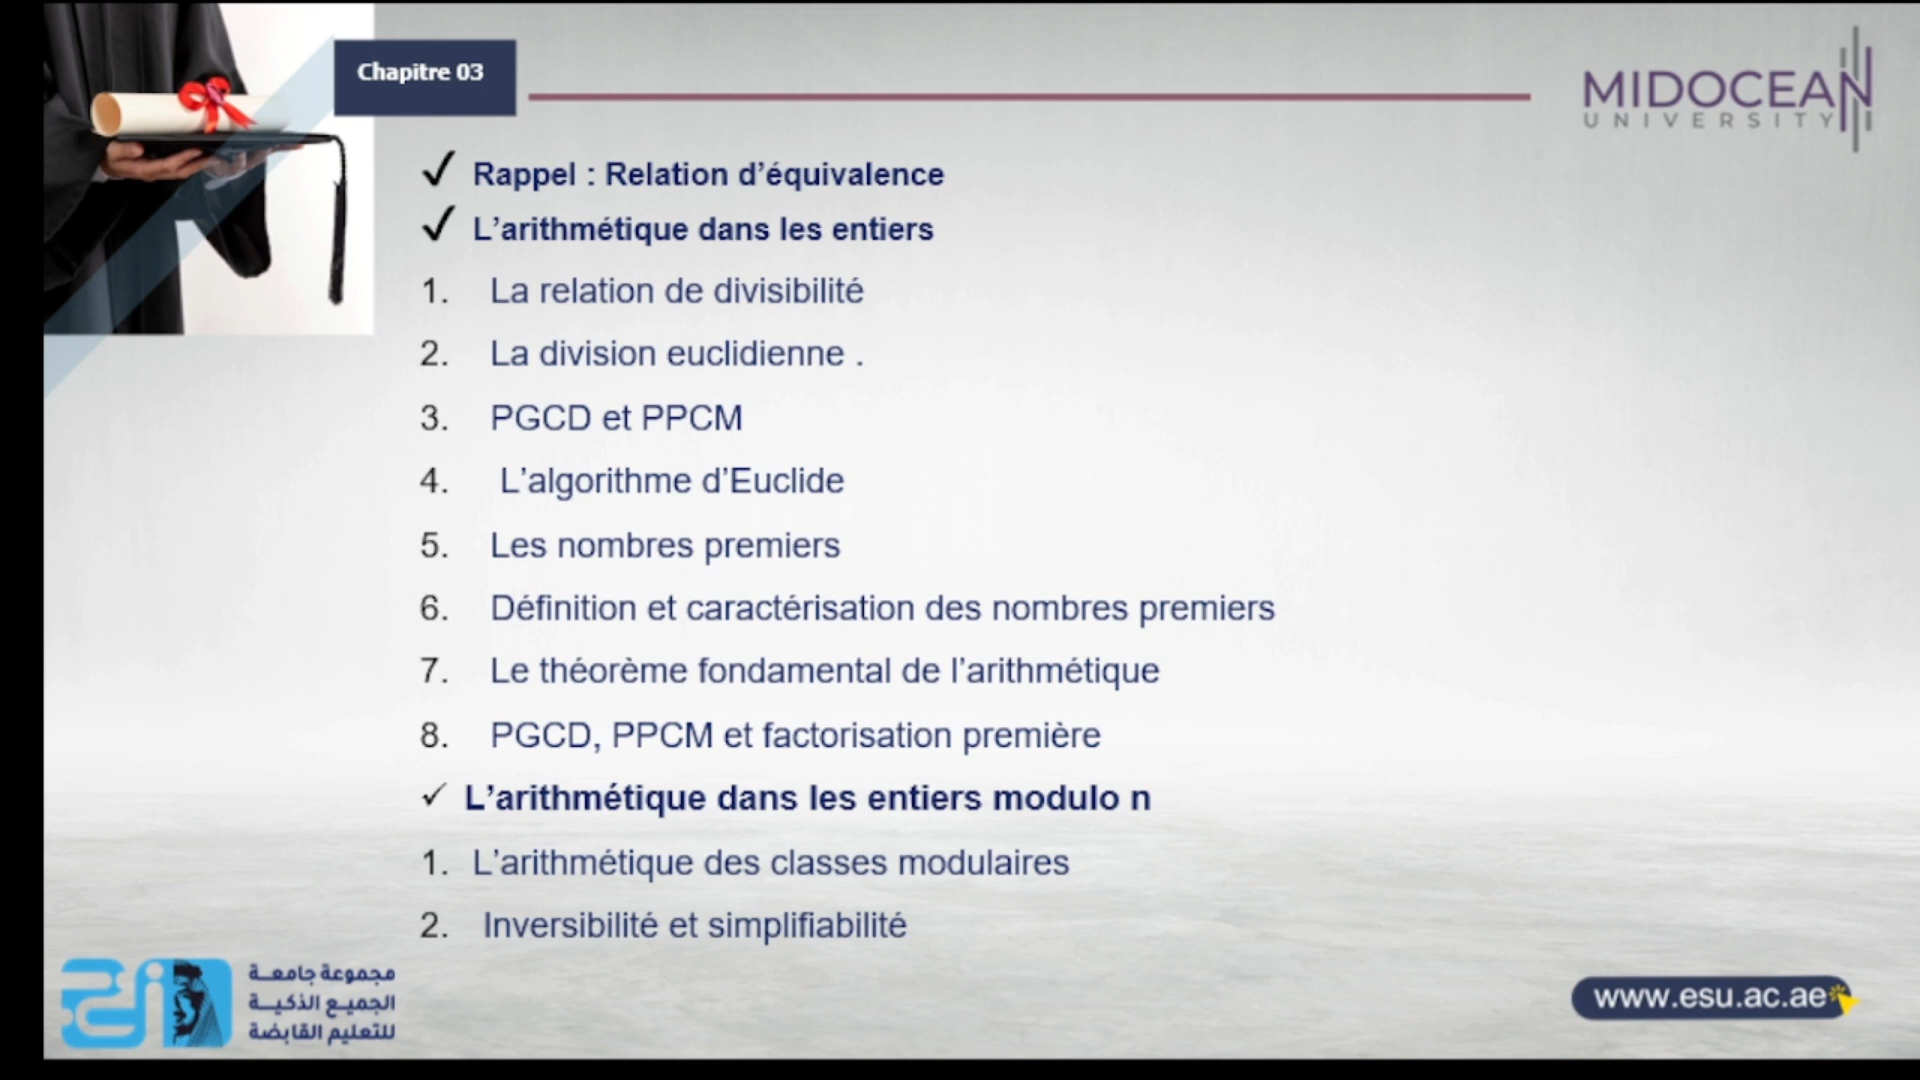 Chapitre 03
MIDOCEAN
UNIVERSITY
✓ Rappel : Relation d’équivalence
✓ L’arithmétique dans les entiers
1. La relation de divisibilité
2. La division euclidienne .
3. PGCD et PPCM
4. L’algorithme d’Euclide
5. Les nombres premiers
6. Définition et caractérisation des nombres premiers
7. Le théorème fondamental de l’arithmétique
8. PGCD, PPCM et factorisation première
✓ L’arithmétique dans les entiers modulo n
1. L’arithmétique des classes modulaires
2. Inversibilité et simplifiabilité
مجموعة جامعة
الجميع الذكية
للتعليم القابضة
www.esu.ac.ae